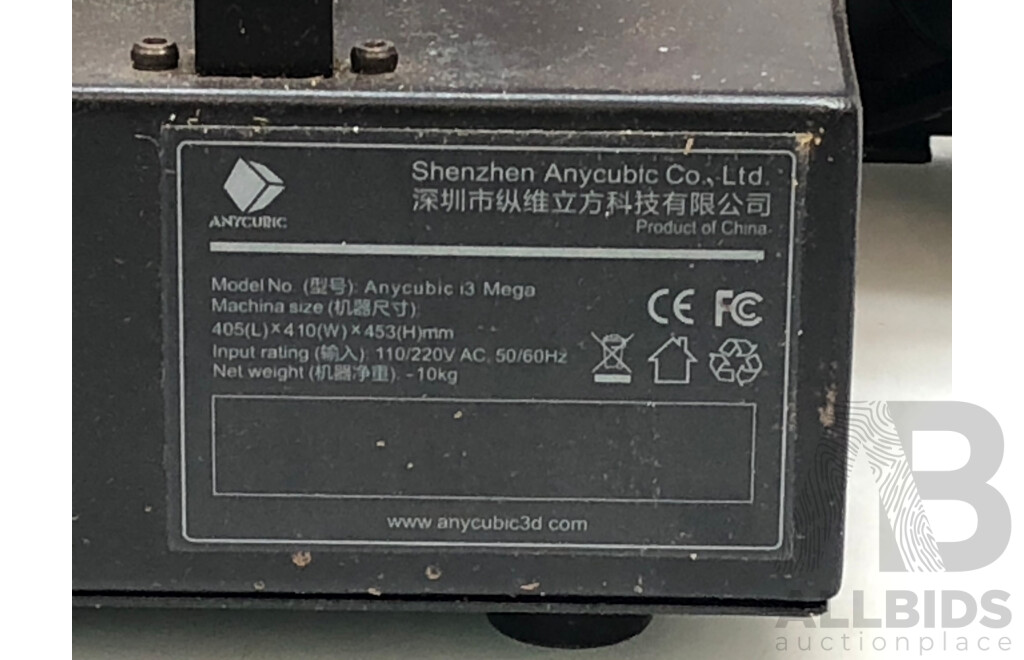 ANYCUBIC
Shenzhen Anycubic Co., Ltd.
深圳市纵维立方科技有限公司
Product of China
Model No. (型号): Anycubic i3 Mega
Machina size (机器尺寸):
405(L)×410(W)×453(H)mm
Input rating (输入): 110/220V AC, 50/60Hz
Net weight (机器净重): ~10kg
CE FC
www.anycubic3d.com
AB
ALLBIDS
auctionplace